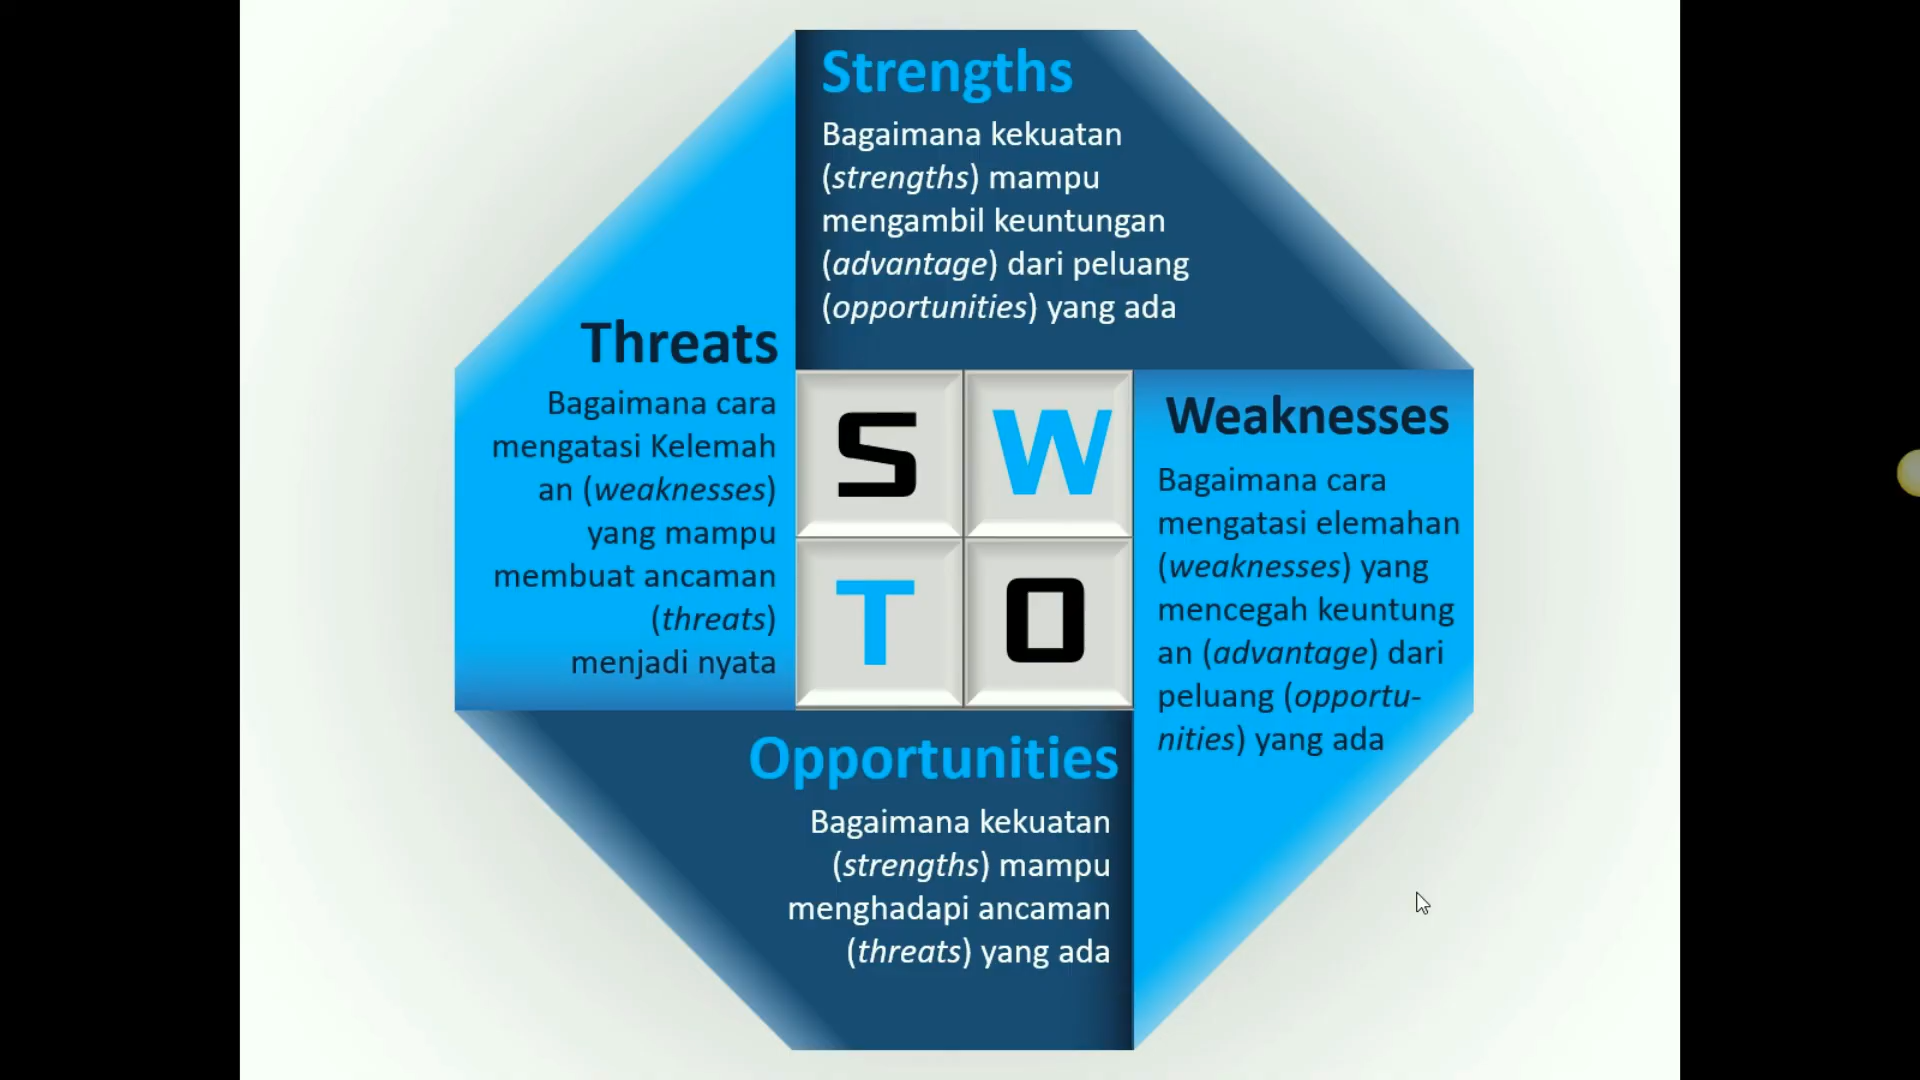 Strengths
Bagaimana kekuatan
(strengths) mampu
mengambil keuntungan
(advantage) dari peluang
(opportunities) yang ada
Threats
Bagaimana cara
mengatasi Kelemah
an (weaknesses)
yang mampu
membuat ancaman
(threats)
menjadi nyata
S W
T O
Weaknesses
Bagaimana cara
mengatasi elemahan
(weaknesses) yang
mencegah keuntung
an (advantage) dari
peluang (opportu-
nities) yang ada
Opportunities
Bagaimana kekuatan
(strengths) mampu
menghadapi ancaman
(threats) yang ada